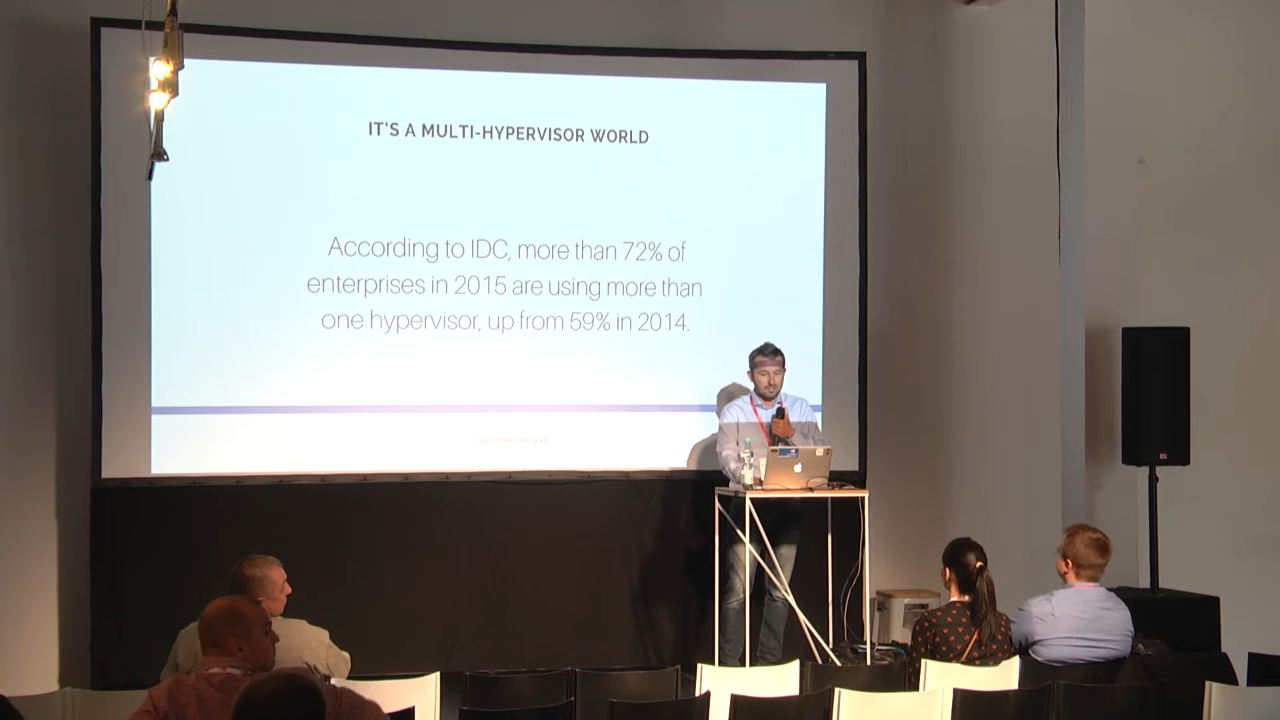 IT'S A MULTI-HYPERVISOR WORLD
According to IDC, more than 72% of
enterprises in 2015 are using more than
one hypervisor, up from 59% in 2014.